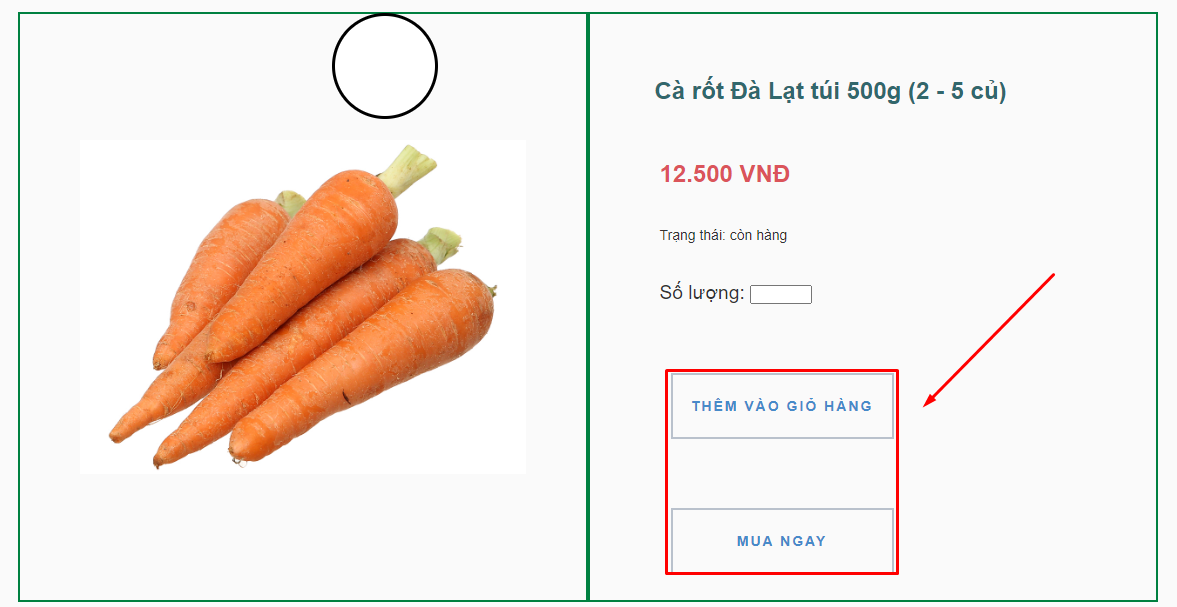 Cà rốt Đà Lạt túi 500g (2 - 5 củ)
12.500 VNĐ
Trạng thái: còn hàng
Số lượng:
THÊM VÀO GIỎ HÀNG
MUA NGAY